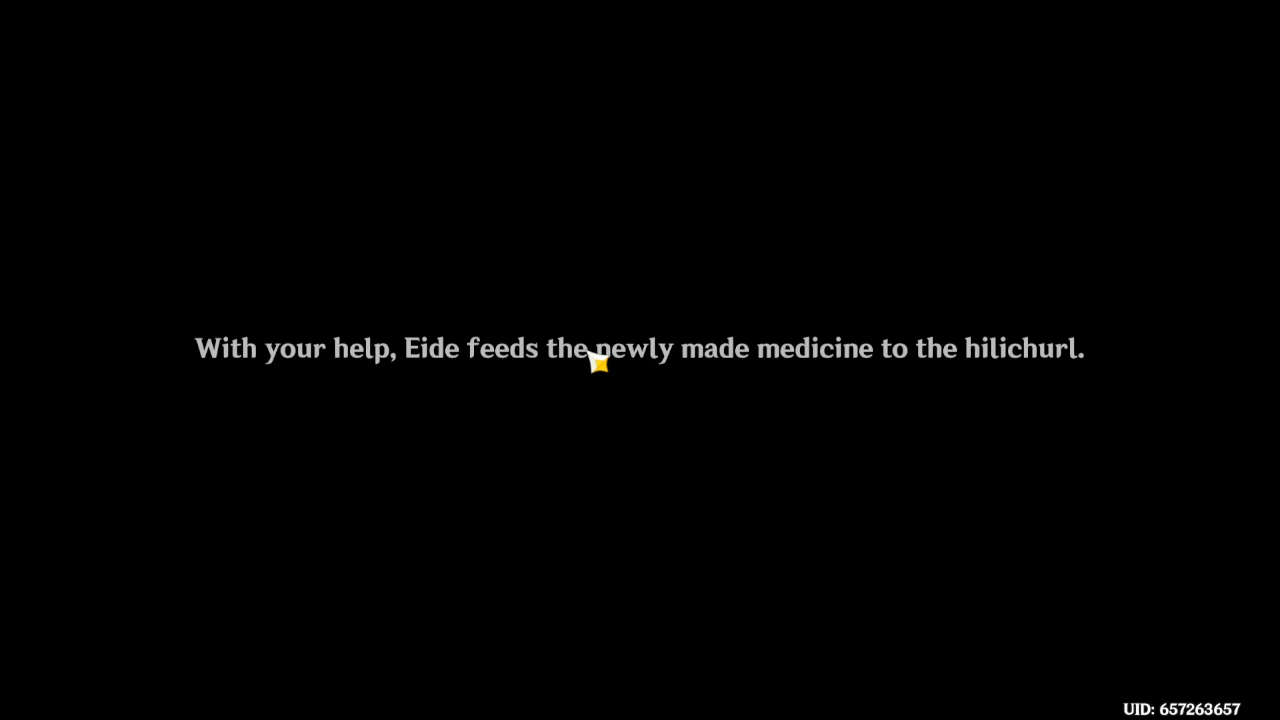 With your help, Eide feeds the newly made medicine to the hilichurl.
UID: 657263657